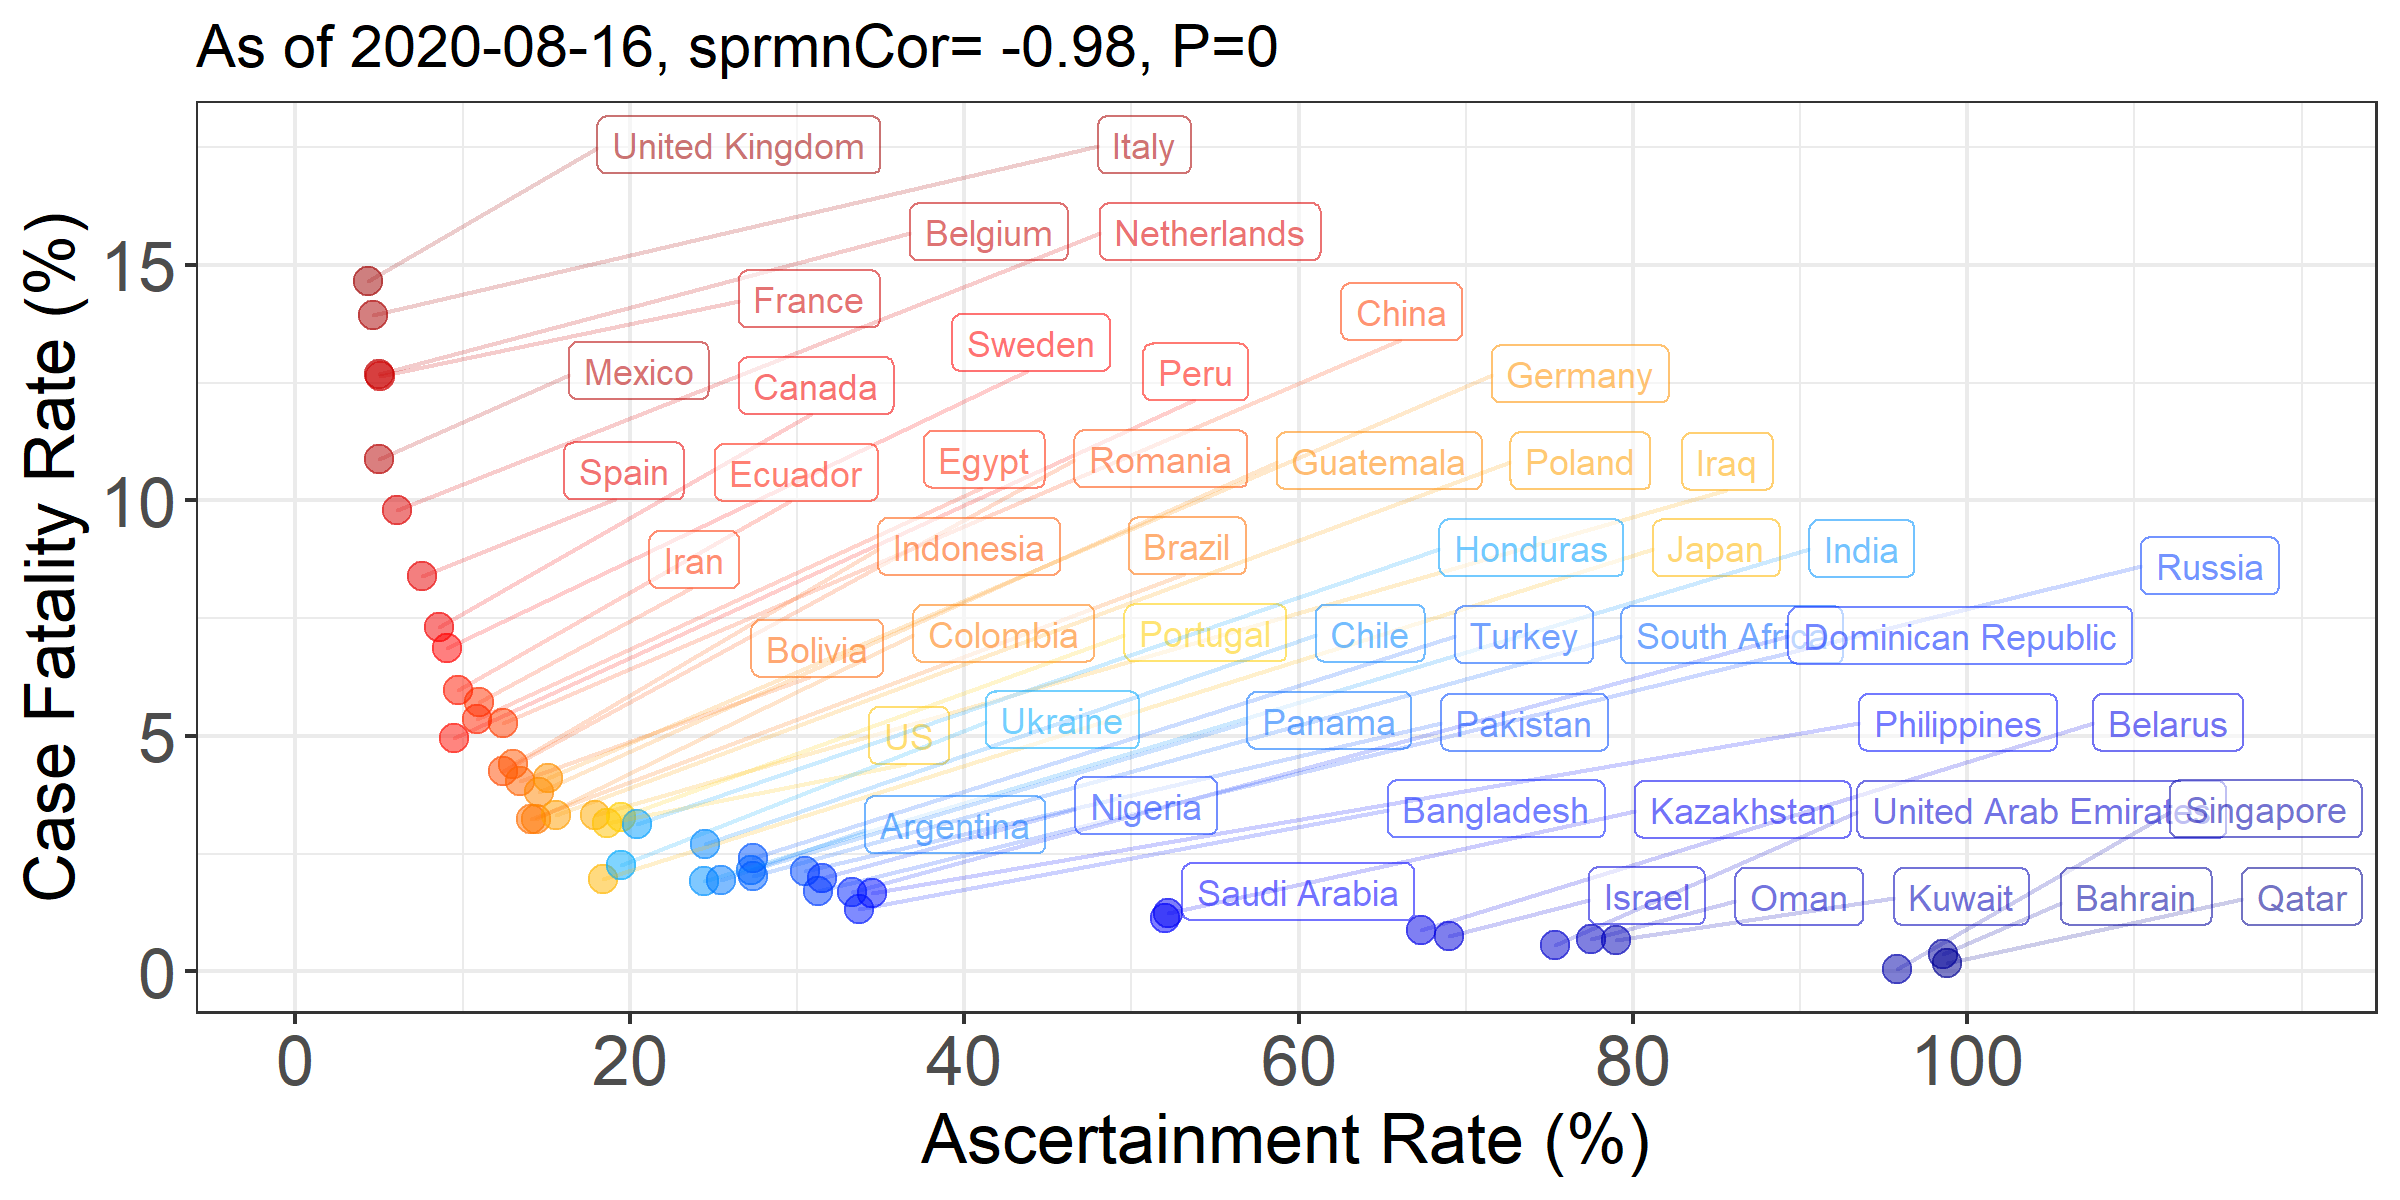 As of 2020-08-16, sprmnCor= -0.98, P=0
United Kingdom
Italy
Belgium
Netherlands
France
China
Sweden
Mexico
Canada
Peru
Germany
Spain
Ecuador
Egypt
Romania
Guatemala
Poland
Iraq
Iran
Indonesia
Brazil
Honduras
Japan
India
Russia
Bolivia
Colombia
Portugal
Chile
Turkey
South Africa
Dominican Republic
US
Ukraine
Panama
Pakistan
Philippines
Belarus
Argentina
Nigeria
Bangladesh
Kazakhstan
United Arab Emirates
Singapore
Saudi Arabia
Israel
Oman
Kuwait
Bahrain
Qatar
Case Fatality Rate (%)
15
10
5
0
0 20 40 60 80 100
Ascertainment Rate (%)